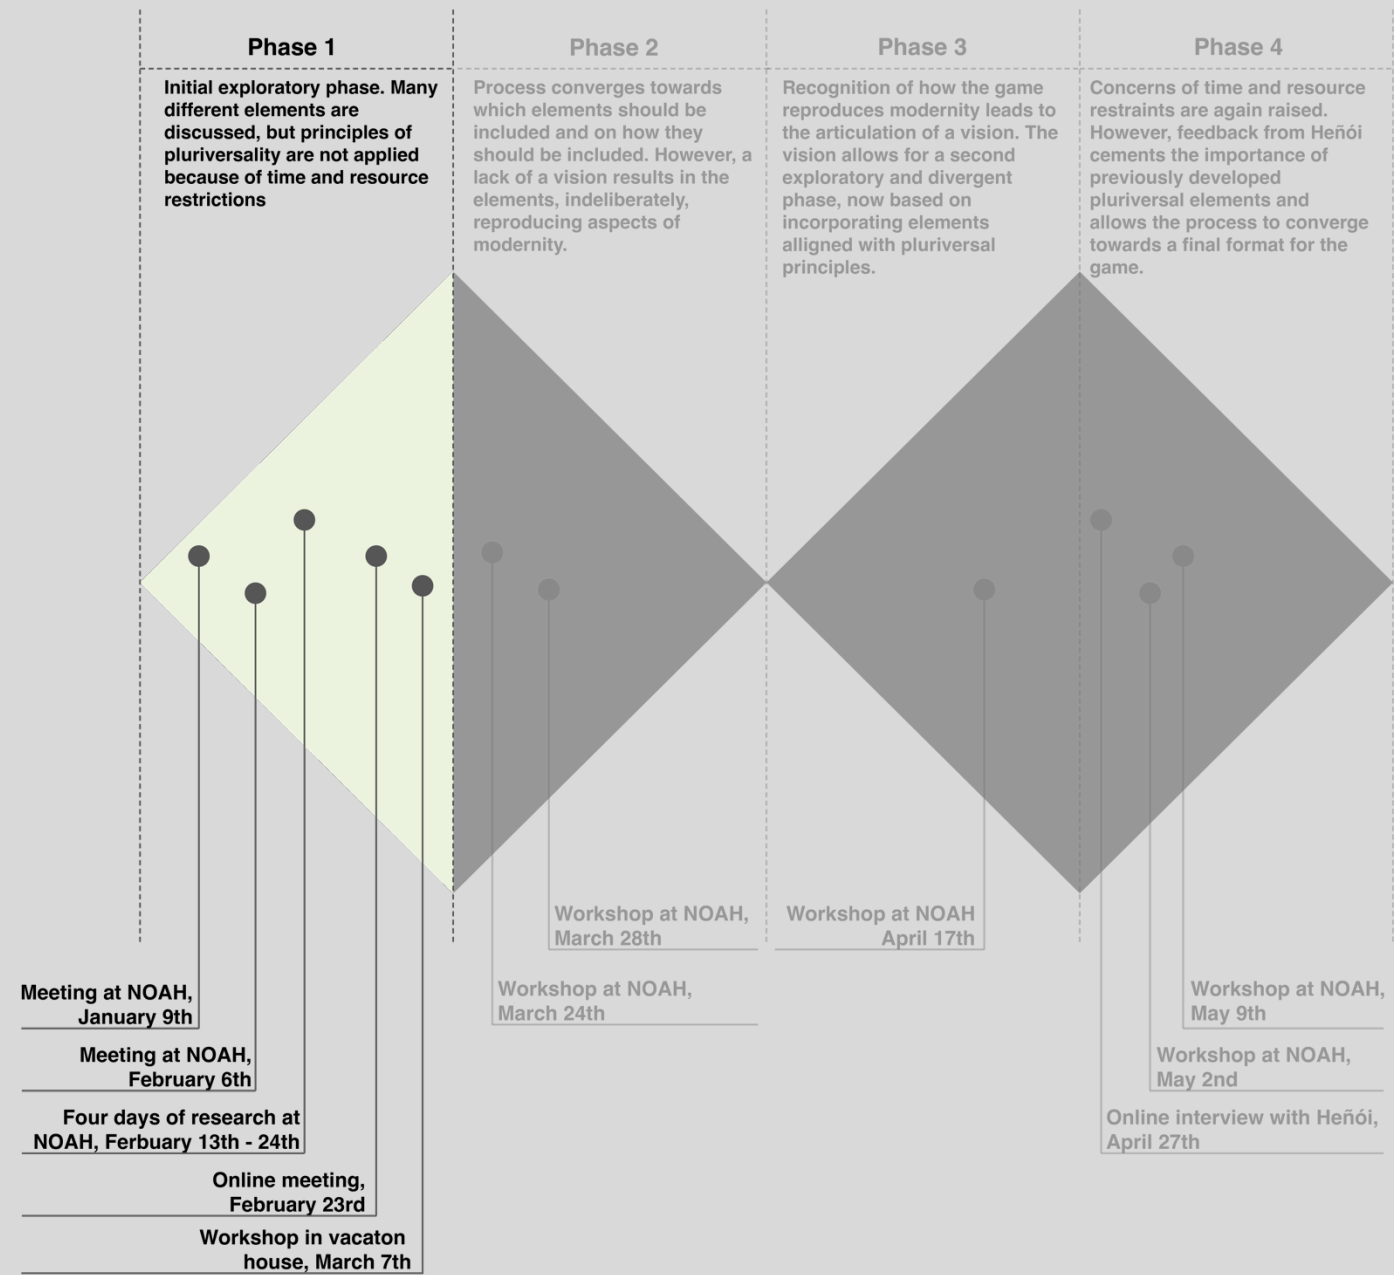 Phase 1
Initial exploratory phase. Many
different elements are
discussed, but principles of
pluriversality are not applied
because of time and resource
restrictions
Phase 2
Process converges towards
which elements should be
included and on how they
should be included. However, a
lack of a vision results in the
elements, indeliberately,
reproducing aspects of
modernity.
Phase 3
Recognition of how the game
reproduces modernity leads to
the articulation of a vision. The
vision allows for a second
exploratory and divergent
phase, now based on
incorporating elements
alligned with pluriversal
principles.
Phase 4
Concerns of time and resource
restraints are again raised.
However, feedback from Heñói
cements the importance of
previously developed
pluriversal elements and
allows the process to converge
towards a final format for the
game.
Meeting at NOAH,
January 9th
Meeting at NOAH,
February 6th
Four days of research at
NOAH, Ferbuary 13th - 24th
Online meeting,
February 23rd
Workshop in vacaton
house, March 7th
Workshop at NOAH,
March 28th
Workshop at NOAH,
March 24th
Workshop at NOAH
April 17th
Workshop at NOAH,
May 9th
Workshop at NOAH,
May 2nd
Online interview with Heñói,
April 27th